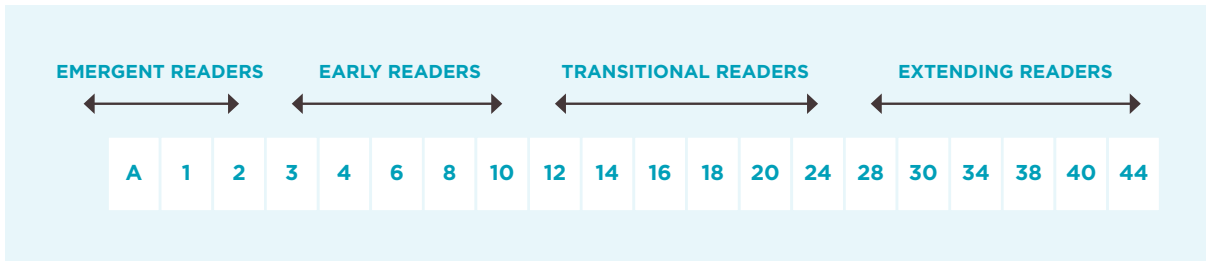 EMERGENT READERS EARLY READERS TRANSITIONAL READERS EXTENDING READERS
A 1 2 3 4 6 8 10 12 14 16 18 20 24 28 30 34 38 40 44